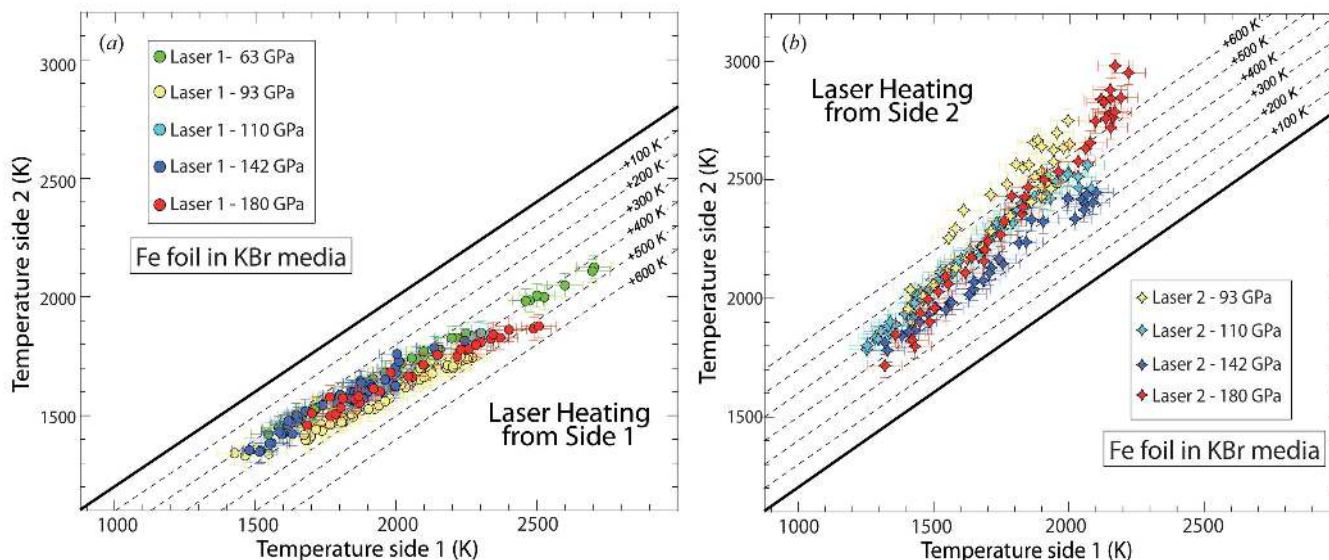 (a)
Laser 1- 63 GPa
Laser 1 - 93 GPa
Laser 1 - 110 GPa
Laser 1 - 142 GPa
Laser 1 - 180 GPa
Fe foil in KBr media
+100 K
+200 K
+300 K
+400 K
+500 K
+600 K
Laser Heating
from Side 1
3000
2500
2000
1500
Temperature side 2 (K)
1000
1500
2000
2500
Temperature side 1 (K)
(b)
Laser Heating
from Side 2
+600 K
+500 K
+400 K
+300 K
+200 K
+100 K
Laser 2 - 93 GPa
Laser 2 - 110 GPa
Laser 2 - 142 GPa
Laser 2 - 180 GPa
Fe foil in KBr media
3000
2500
2000
1500
Temperature side 2 (K)
1000
1500
2000
2500
Temperature side 1 (K)